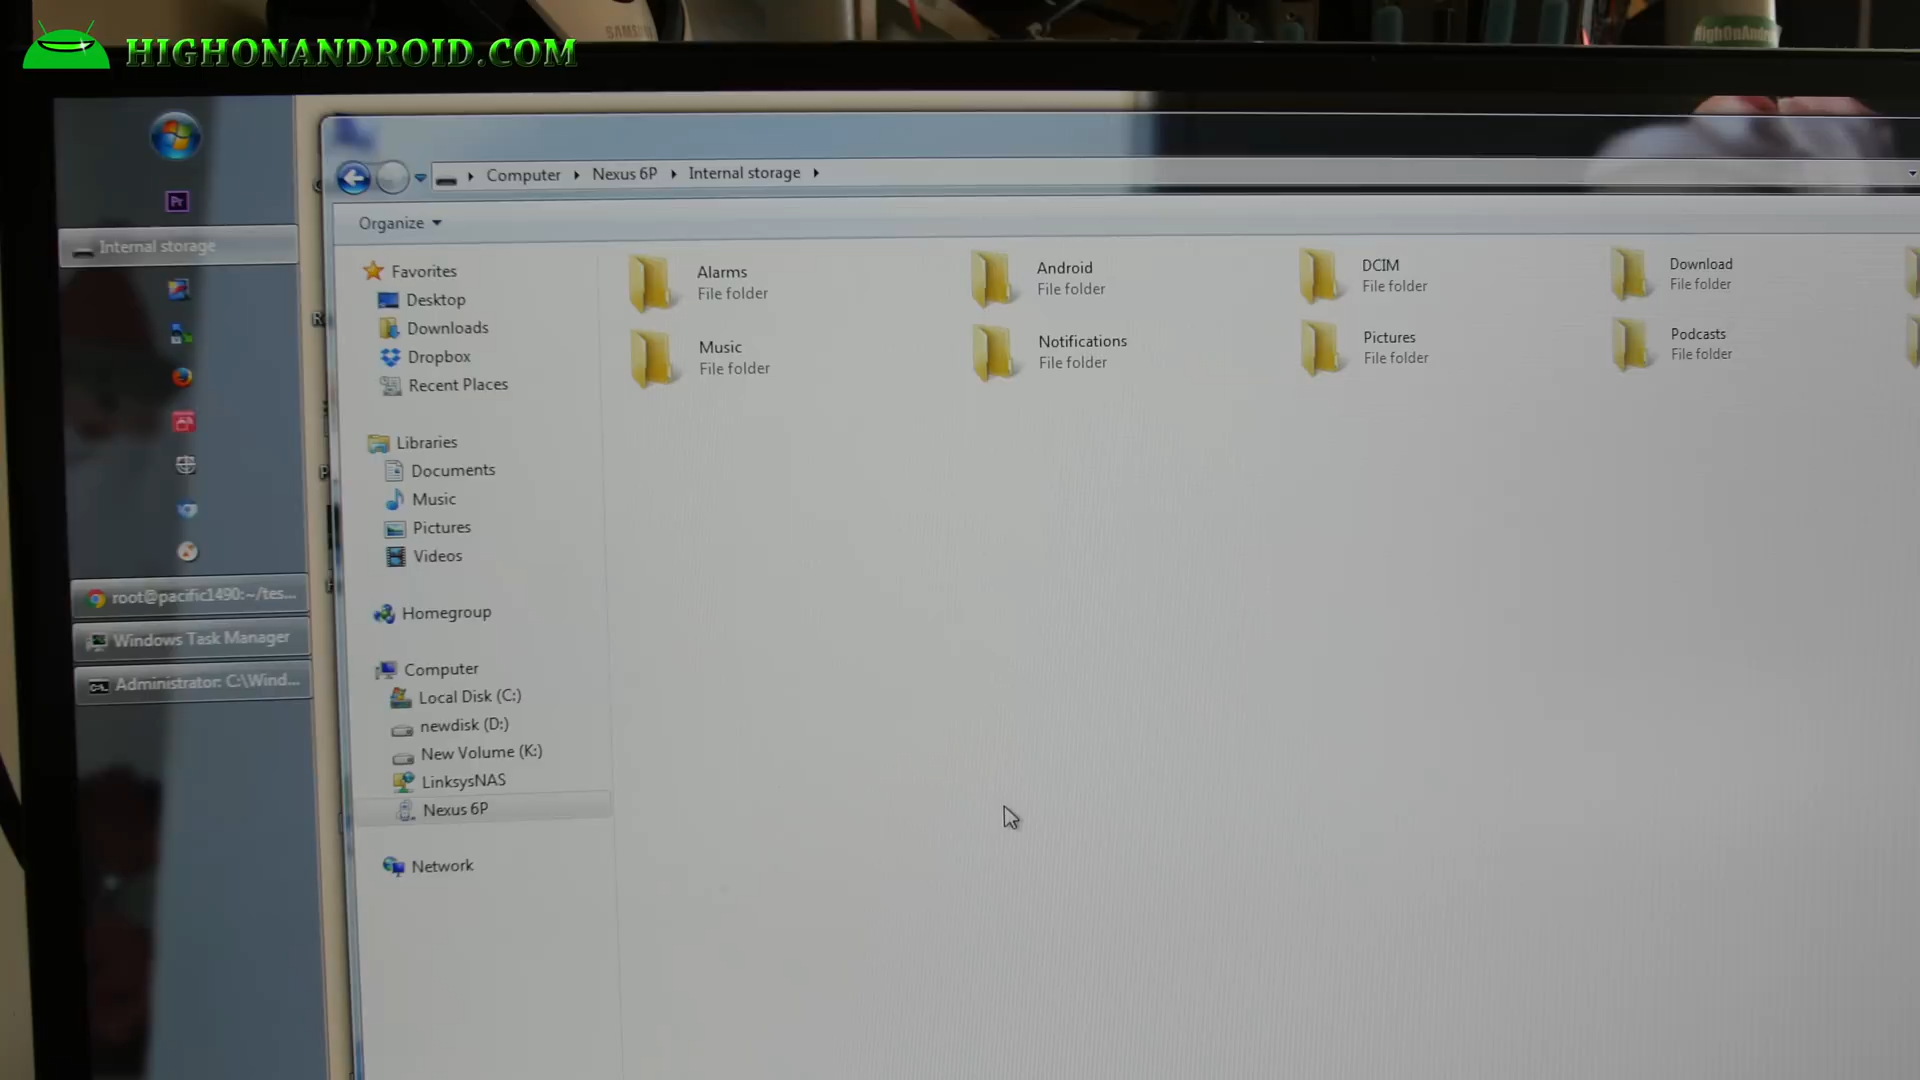 HIGHONANDROID.COM
SAMSUNG
HighOnAndroid
Computer Nexus 6P Internal storage
Pr
Organize
Internal storage
Favorites
Desktop
Downloads
Dropbox
Recent Places
Libraries
Documents
Music
Pictures
Videos
Homegroup
Computer
Local Disk (C:)
newdisk (D:)
New Volume (K:)
LinksysNAS
Nexus 6P
Network
Alarms
File folder
Android
File folder
DCIM
File folder
Download
File folder
Music
File folder
Notifications
File folder
Pictures
File folder
Podcasts
File folder
root@pacific1490:~/tes...
Windows Task Manager
Administrator: C:\Wind...